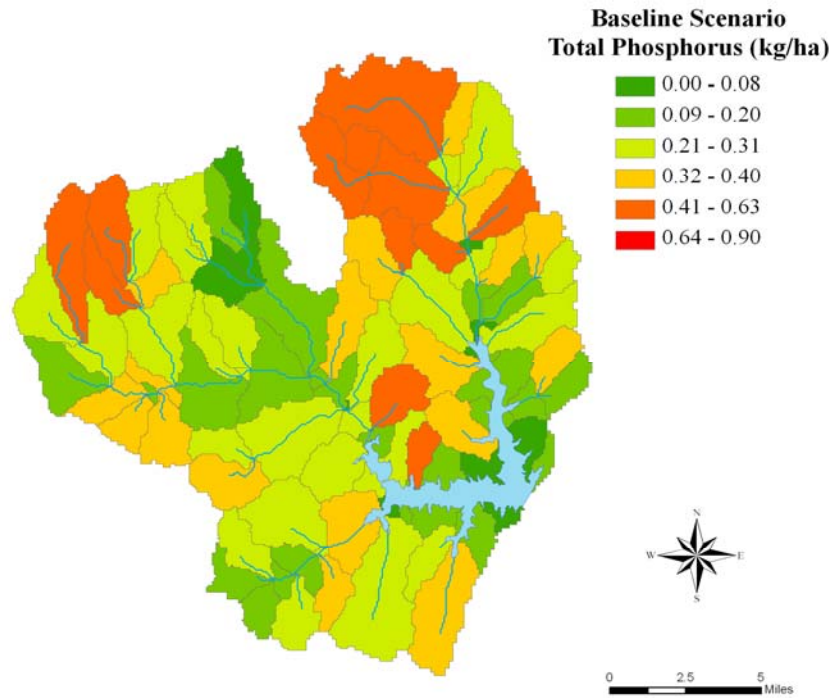 Baseline Scenario
Total Phosphorus (kg/ha)
0.00 - 0.08
0.09 - 0.20
0.21 - 0.31
0.32 - 0.40
0.41 - 0.63
0.64 - 0.90
N
W E
S
0 2.5 5
Miles